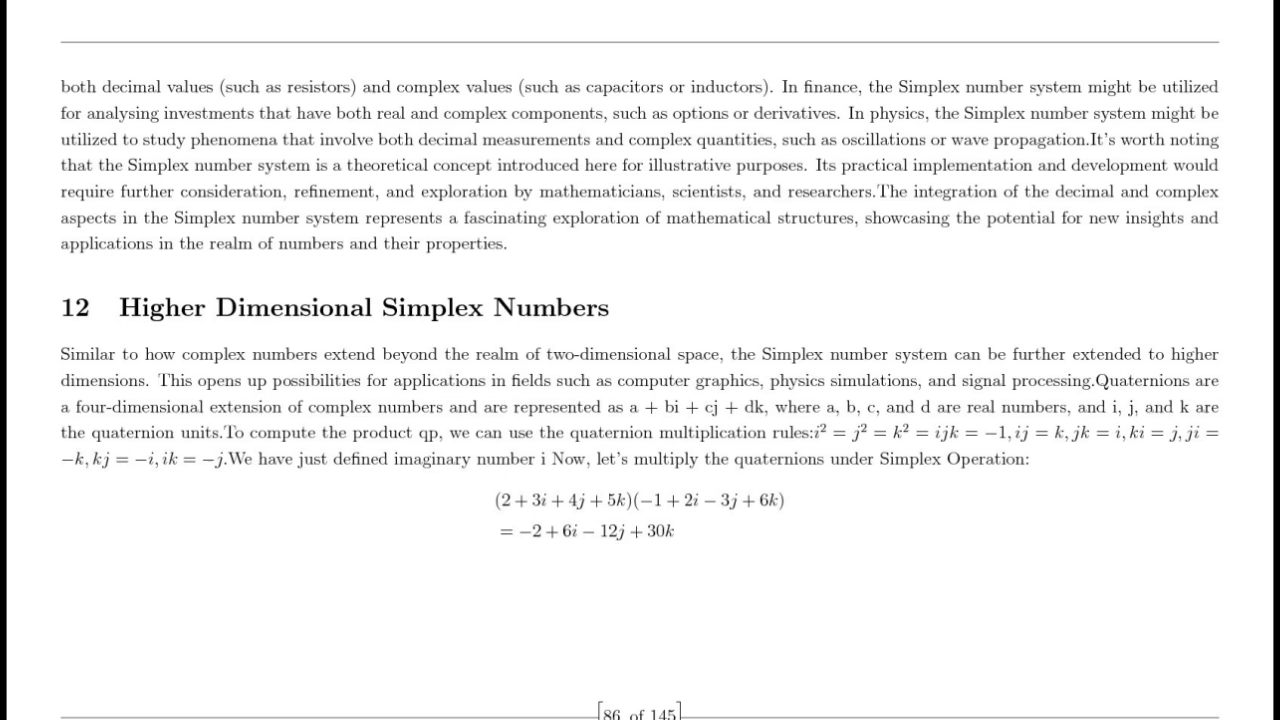 both decimal values (such as resistors) and complex values (such as capacitors or inductors). In finance, the Simplex number system might be utilized
for analysing investments that have both real and complex components, such as options or derivatives. In physics, the Simplex number system might be
utilized to study phenomena that involve both decimal measurements and complex quantities, such as oscillations or wave propagation.It's worth noting
that the Simplex number system is a theoretical concept introduced here for illustrative purposes. Its practical implementation and development would
require further consideration, refinement, and exploration by mathematicians, scientists, and researchers.The integration of the decimal and complex
aspects in the Simplex number system represents a fascinating exploration of mathematical structures, showcasing the potential for new insights and
applications in the realm of numbers and their properties.
12 Higher Dimensional Simplex Numbers
Similar to how complex numbers extend beyond the realm of two-dimensional space, the Simplex number system can be further extended to higher
dimensions. This opens up possibilities for applications in fields such as computer graphics, physics simulations, and signal processing.Quaternions are
a four-dimensional extension of complex numbers and are represented as a + bi + cj + dk, where a, b, c, and d are real numbers, and i, j, and k are
the quaternion units.To compute the product qp, we can use the quaternion multiplication rules:i² = j² = k² = ijk = −1, ij = k, jk = i, ki = j, ji =
−k, kj = −i, ik = −j.We have just defined imaginary number i Now, let's multiply the quaternions under Simplex Operation:
(2 + 3i + 4j + 5k)(−1 + 2i − 3j + 6k)
= −2 + 6i − 12j + 30k
[86 of 145]